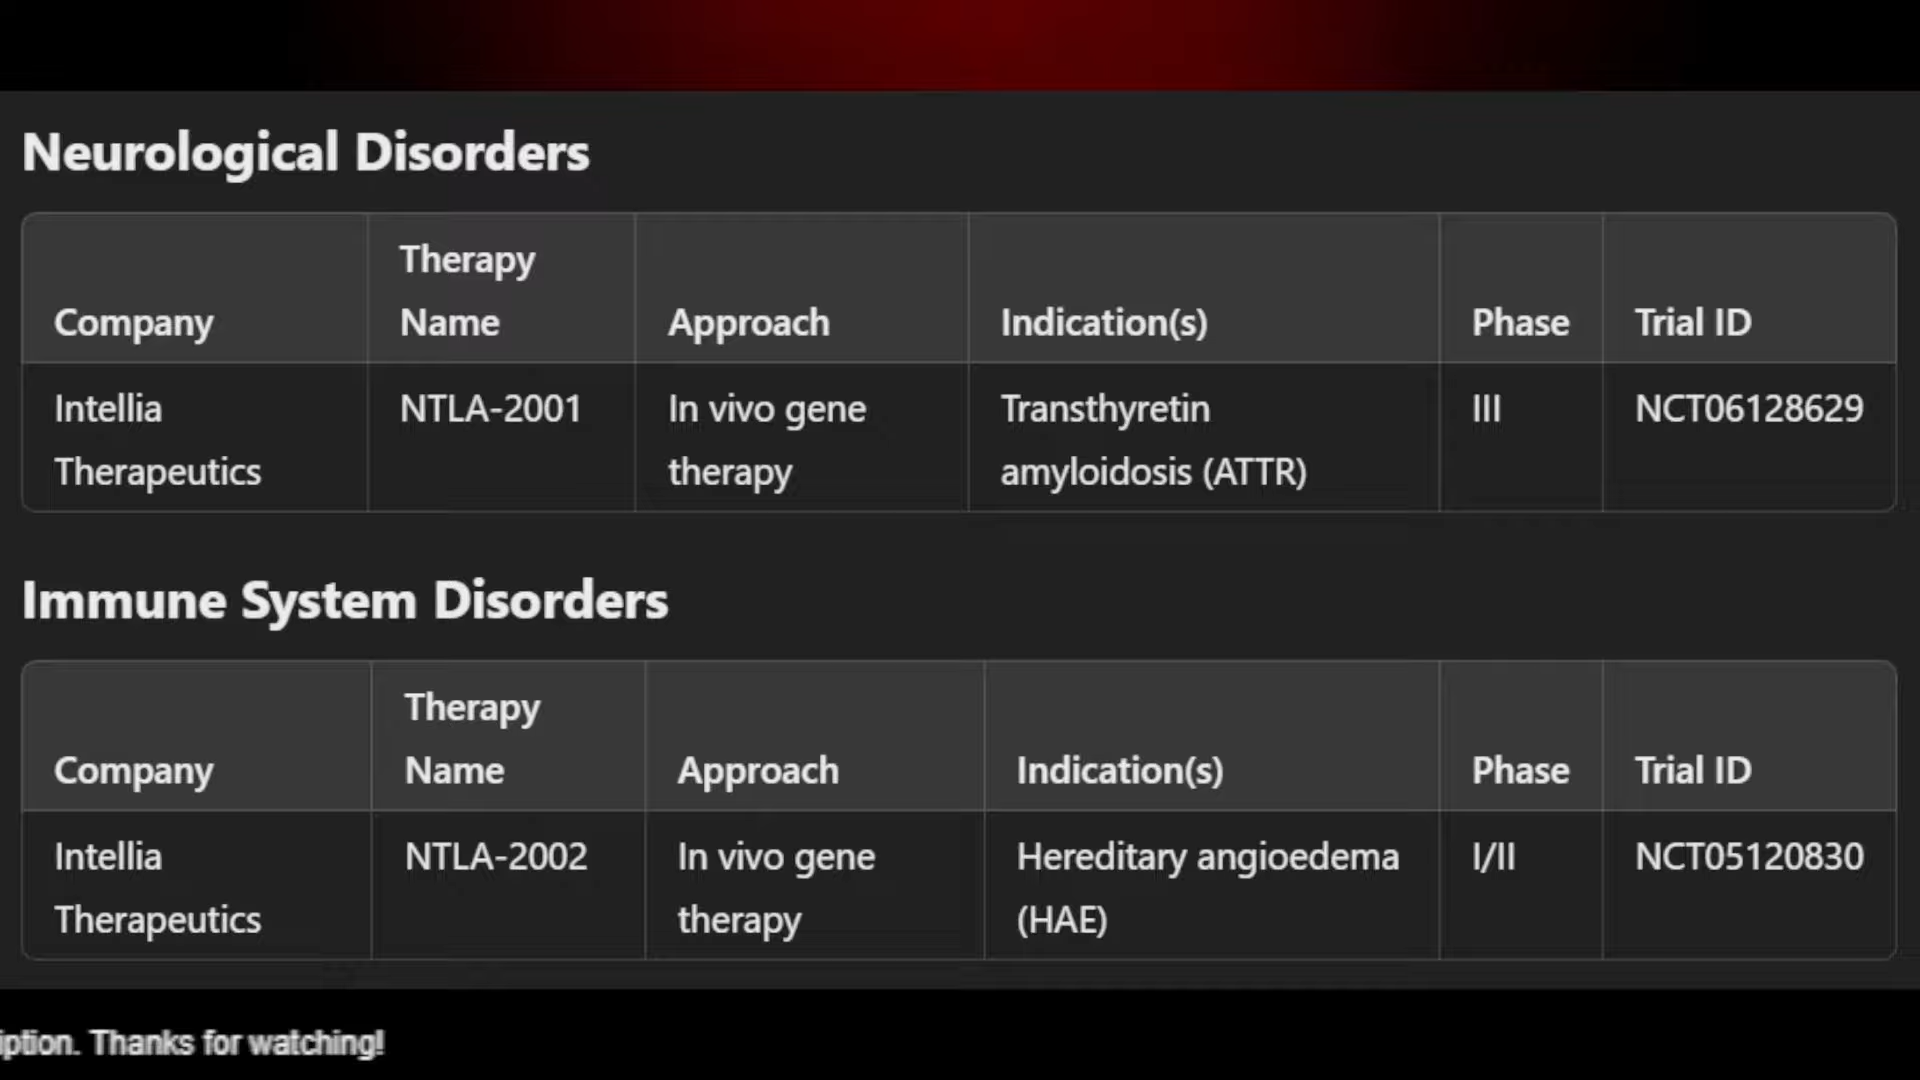 Neurological Disorders
Therapy
Company Name Approach Indication(s) Phase Trial ID
Intellia NTLA-2001 In vivo gene Transthyretin III NCT06128629
Therapeutics therapy amyloidosis (ATTR)
Immune System Disorders
Therapy
Company Name Approach Indication(s) Phase Trial ID
Intellia NTLA-2002 In vivo gene Hereditary angioedema I/II NCT05120830
Therapeutics therapy (HAE)
iption. Thanks for watching!